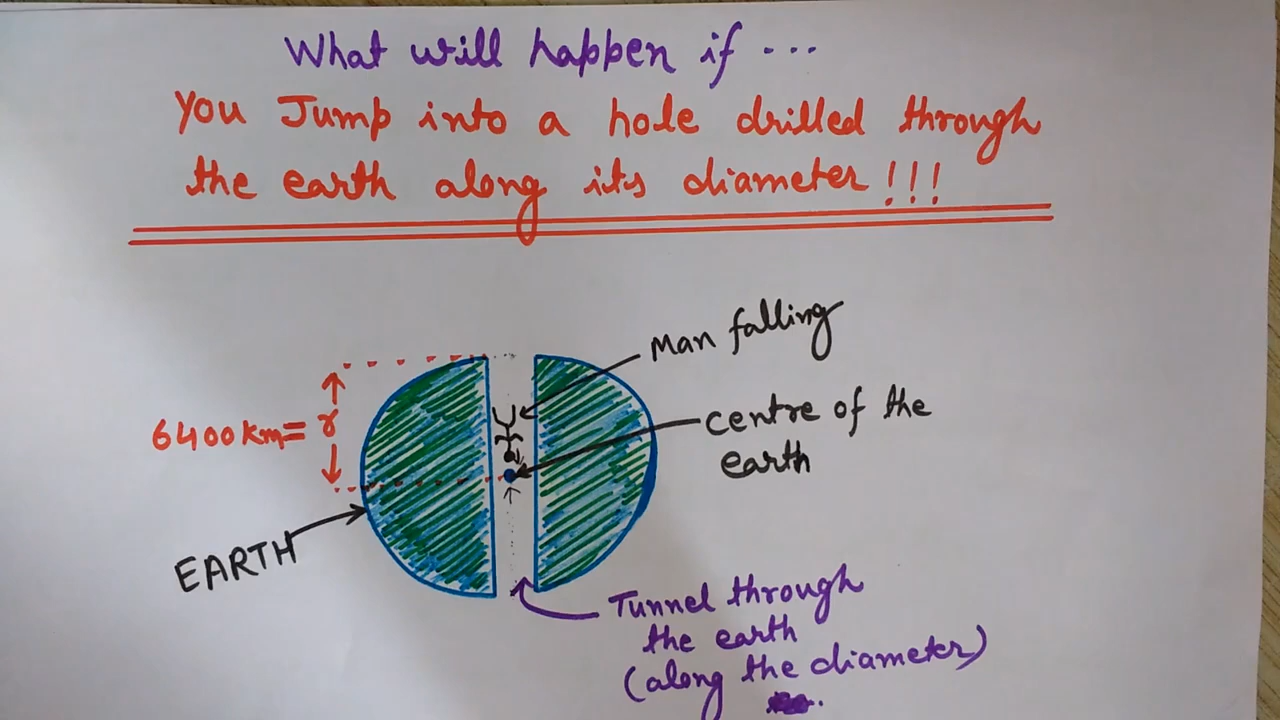 What will happen if ...
You Jump into a hole drilled through
the earth along its diameter!!!
Man falling
6400 km = r
centre of the
earth
EARTH
Tunnel through
the earth
(along the diameter)